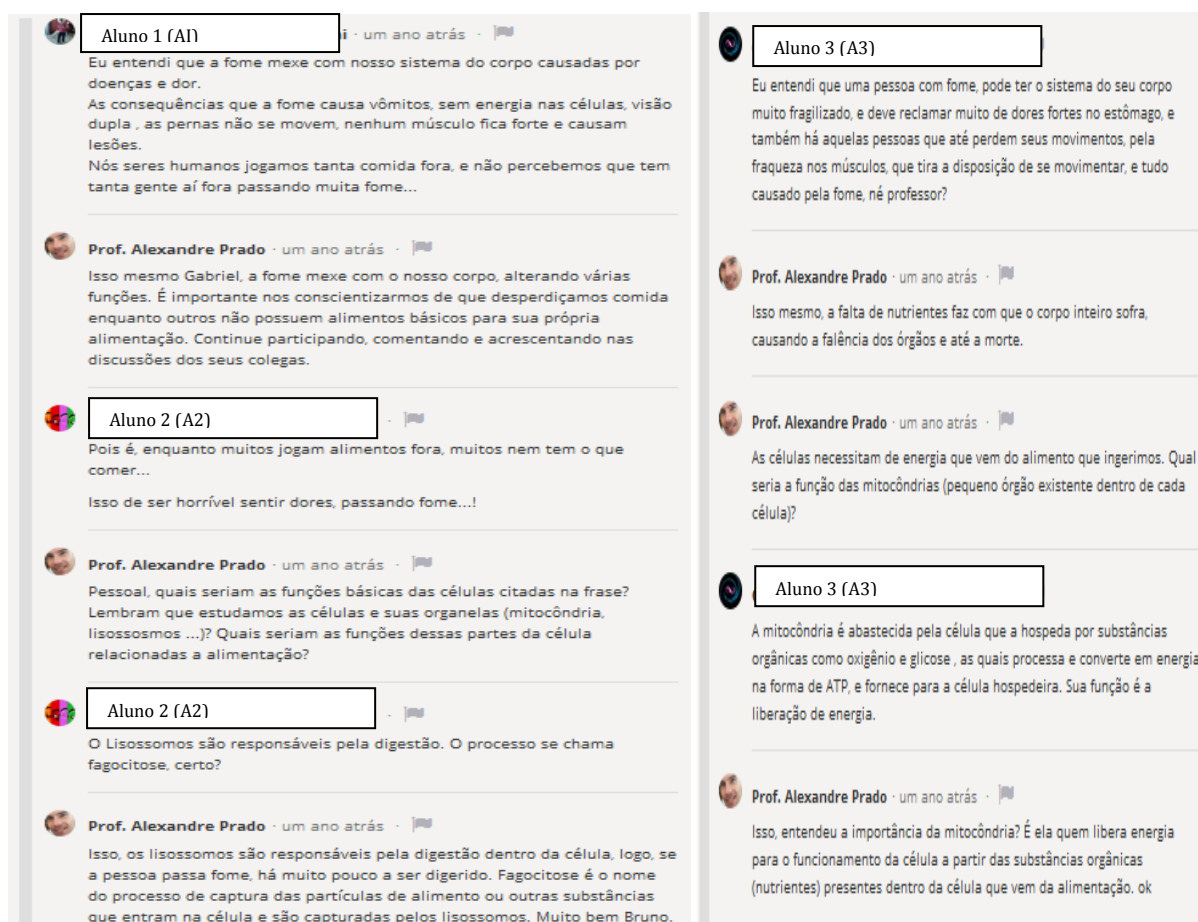 Aluno 1 (AI)
i · um ano atrás ·
Eu entendi que a fome mexe com nosso sistema do corpo causadas por
doenças e dor.
As consequências que a fome causa vômitos, sem energia nas células, visão
dupla , as pernas não se movem, nenhum músculo fica forte e causam
lesões.
Nós seres humanos jogamos tanta comida fora, e não percebemos que tem
tanta gente aí fora passando muita fome...
Prof. Alexandre Prado · um ano atrás ·
Isso mesmo Gabriel, a fome mexe com o nosso corpo, alterando várias
funções. É importante nos conscientizarmos de que desperdiçamos comida
enquanto outros não possuem alimentos básicos para sua própria
alimentação. Continue participando, comentando e acrescentando nas
discussões dos seus colegas.
Aluno 2 (A2)
Pois é, enquanto muitos jogam alimentos fora, muitos nem tem o que
comer...
Isso de ser horrível sentir dores, passando fome...!
Prof. Alexandre Prado · um ano atrás ·
Pessoal, quais seriam as funções básicas das células citadas na frase?
Lembram que estudamos as células e suas organelas (mitocôndria,
lisossosmos ...)? Quais seriam as funções dessas partes da célula
relacionadas a alimentação?
Aluno 2 (A2)
O Lisossomos são responsáveis pela digestão. O processo se chama
fagocitose, certo?
Prof. Alexandre Prado · um ano atrás ·
Isso, os lisossomos são responsáveis pela digestão dentro da célula, logo, se
a pessoa passa fome, há muito pouco a ser digerido. Fagocitose é o nome
do processo de captura das partículas de alimento ou outras substâncias
que entram na célula e são capturadas pelos lisossomos. Muito bem Bruno.
Aluno 3 (A3)
Eu entendi que uma pessoa com fome, pode ter o sistema do seu corpo
muito fragilizado, e deve reclamar muito de dores fortes no estômago, e
também há aquelas pessoas que até perdem seus movimentos, pela
fraqueza nos músculos, que tira a disposição de se movimentar, e tudo
causado pela fome, né professor?
Prof. Alexandre Prado · um ano atrás ·
Isso mesmo, a falta de nutrientes faz com que o corpo inteiro sofra,
causando a falência dos órgãos e até a morte.
Prof. Alexandre Prado · um ano atrás ·
As células necessitam de energia que vem do alimento que ingerimos. Qual
seria a função das mitocôndrias (pequeno órgão existente dentro de cada
célula)?
Aluno 3 (A3)
A mitocôndria é abastecida pela célula que a hospeda por substâncias
orgânicas como oxigênio e glicose , as quais processa e converte em energia
na forma de ATP, e fornece para a célula hospedeira. Sua função é a
liberação de energia.
Prof. Alexandre Prado · um ano atrás ·
Isso, entendeu a importância da mitocôndria? É ela quem libera energia
para o funcionamento da célula a partir das substâncias orgânicas
(nutrientes) presentes dentro da célula que vem da alimentação. ok